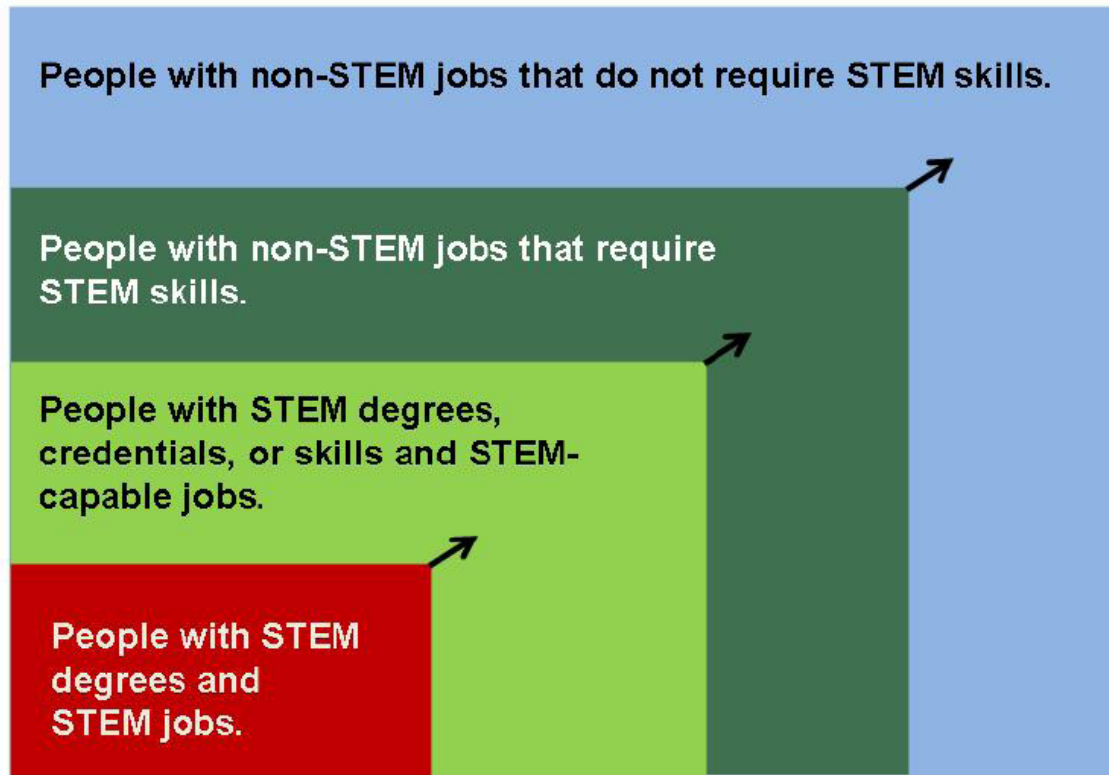 People with non-STEM jobs that do not require STEM skills.
People with non-STEM jobs that require
STEM skills.
People with STEM degrees,
credentials, or skills and STEM-
capable jobs.
People with STEM
degrees and
STEM jobs.